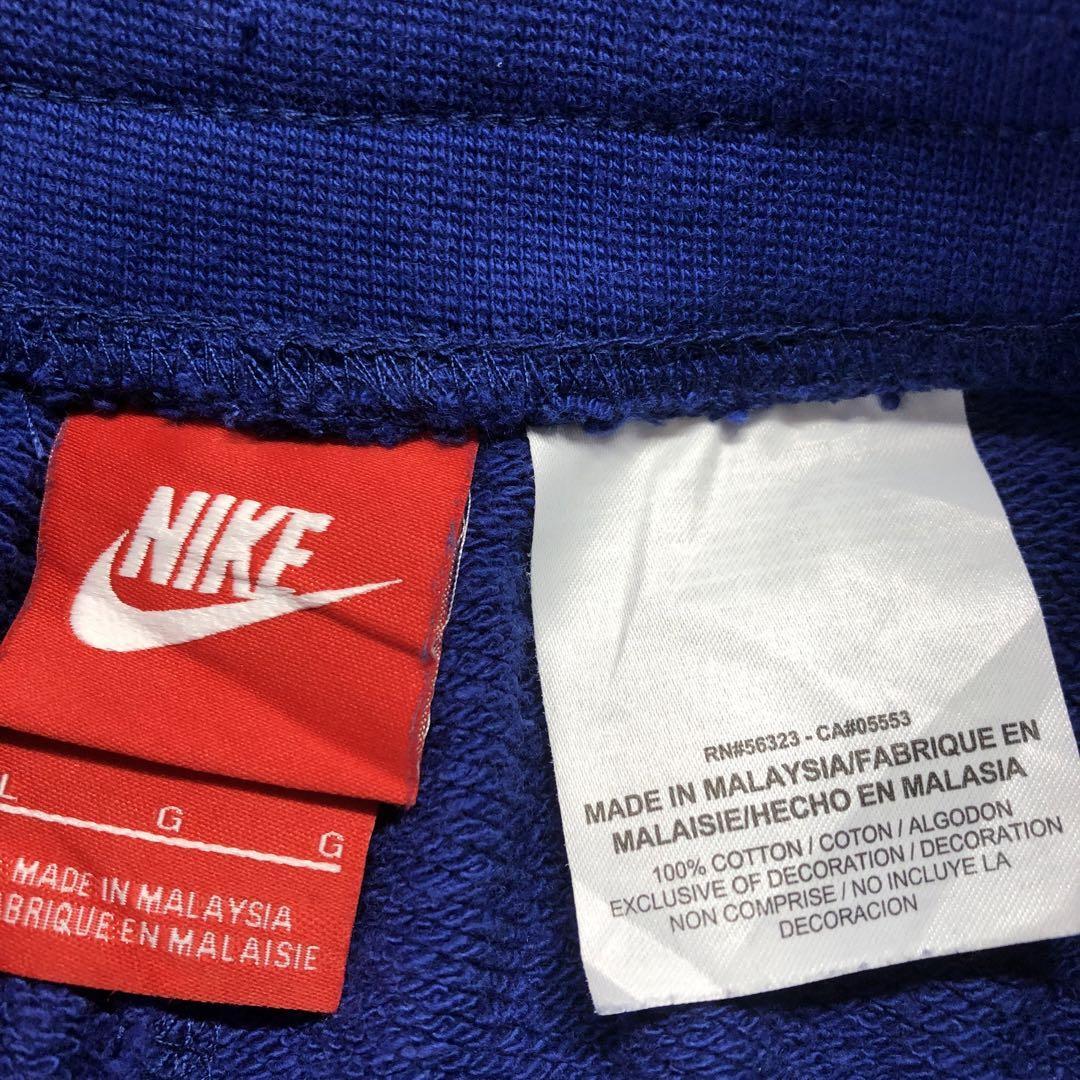 NIKE
L G G
MADE IN MALAYSIA
FABRIQUE EN MALAISIE
RN#56323 - CA#05553
MADE IN MALAYSIA/FABRIQUE EN
MALAISIE/HECHO EN MALASIA
100% COTTON / COTON / ALGODON
EXCLUSIVE OF DECORATION / DECORATION
NON COMPRISE / NO INCLUYE LA
DECORACION